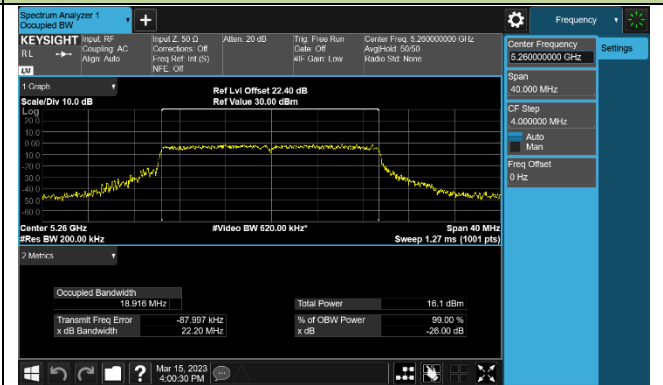 Spectrum Analyzer 1
Occupied BW
+
Frequency
KEYSIGHT
RL
LXI
Input: RF
Coupling: AC
Align: Auto
Input Z: 50 Ω
Corrections: Off
Freq Ref: Int (S)
NFE: Off
Atten: 20 dB
Trig: Free Run
Gate: Off
#IF Gain: Low
Center Freq: 5.260000000 GHz
Avg|Hold: 50/50
Radio Std: None
Center Frequency
5.260000000 GHz
Settings
Span
40.000 MHz
CF Step
4.000000 MHz
Auto
Man
Freq Offset
0 Hz
1 Graph
Scale/Div 10.0 dB
Ref Lvl Offset 22.40 dB
Ref Value 30.00 dBm
Log
20.0
10.0
0.00
-10.0
-20.0
-30.0
-40.0
-50.0
-60.0
Center 5.26 GHz
#Video BW 620.00 kHz*
Span 40 MHz
#Res BW 200.00 kHz
Sweep 1.27 ms (1001 pts)
2 Metrics
Occupied Bandwidth
18.916 MHz
Total Power 16.1 dBm
Transmit Freq Error -87.997 kHz
% of OBW Power 99.00 %
x dB Bandwidth 22.20 MHz
x dB -26.00 dB
?
Mar 15, 2023
4:00:30 PM